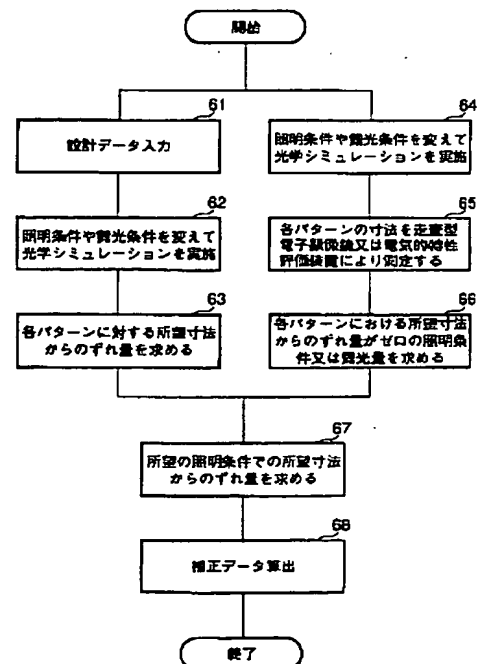 開始
61
設計データ入力
62
照明条件や露光条件を変えて
光学シミュレーションを実施
63
各パターンに対する所望寸法
からのずれ量を求める
64
照明条件や露光条件を変えて
光学シミュレーションを実施
65
各パターンの寸法を走査型
電子顕微鏡又は電気的特性
評価装置により測定する
66
各パターンにおける所望寸法
からのずれ量がゼロの照明条
件又は露光量を求める
67
所望の照明条件での所望寸法
からのずれ量を求める
68
補正データ算出
終了